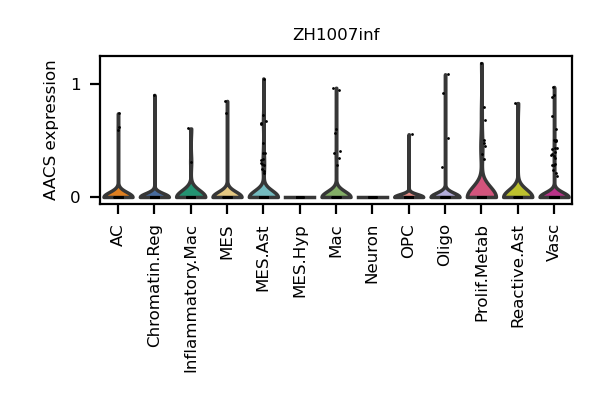 ZH1007inf
AACS expression
1
0
AC
Chromatin.Reg
Inflammatory.Mac
MES
MES.Ast
MES.Hyp
Mac
Neuron
OPC
Oligo
Prolif.Metab
Reactive.Ast
Vasc